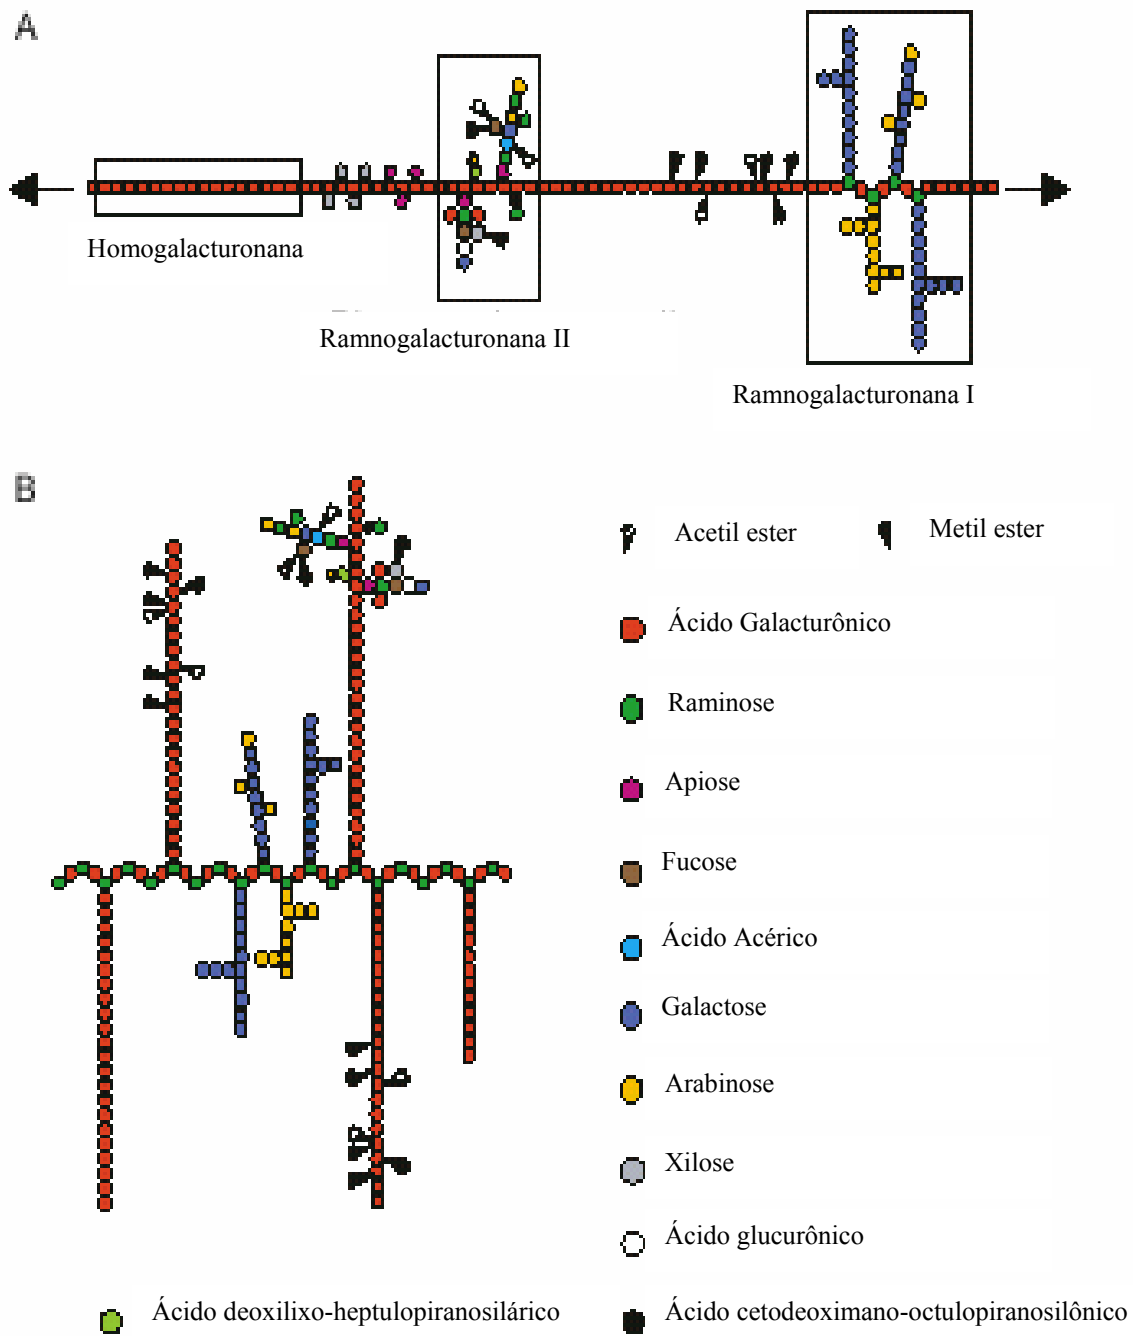 A
Homogalacturonana
Ramnogalacturonana II
Ramnogalacturonana I
B
Acetil ester
Metil ester
Ácido Galacturônico
Raminose
Apiose
Fucose
Ácido Acérico
Galactose
Arabinose
Xilose
Ácido glucurônico
Ácido deoxilixo-heptulopiranosilárico
Ácido cetodeoximano-octulopiranosilônico